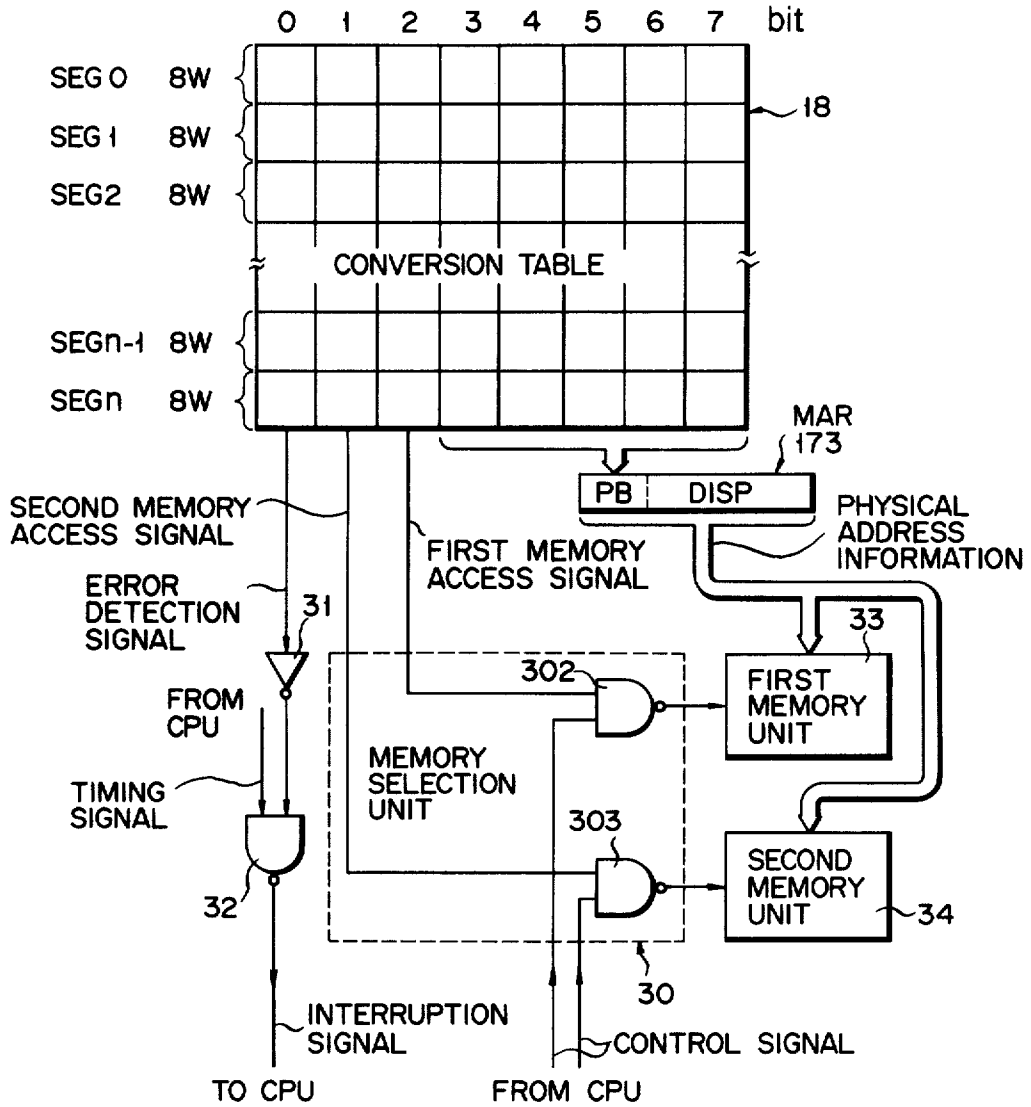 0 1 2 3 4 5 6 7 bit
SEG 0 8W
18
SEG 1 8W
SEG2 8W
CONVERSION TABLE
SEGn-1 8W
SEGn 8W
MAR
173
PB DISP
SECOND MEMORY
ACCESS SIGNAL
FIRST MEMORY
ACCESS SIGNAL
PHYSICAL
ADDRESS
INFORMATION
ERROR
DETECTION
SIGNAL
31
33
302
FROM
CPU
FIRST
MEMORY
UNIT
MEMORY
SELECTION
UNIT
TIMING
SIGNAL
303
SECOND
MEMORY
UNIT
32
34
30
INTERRUPTION
SIGNAL
CONTROL SIGNAL
TO CPU
FROM CPU